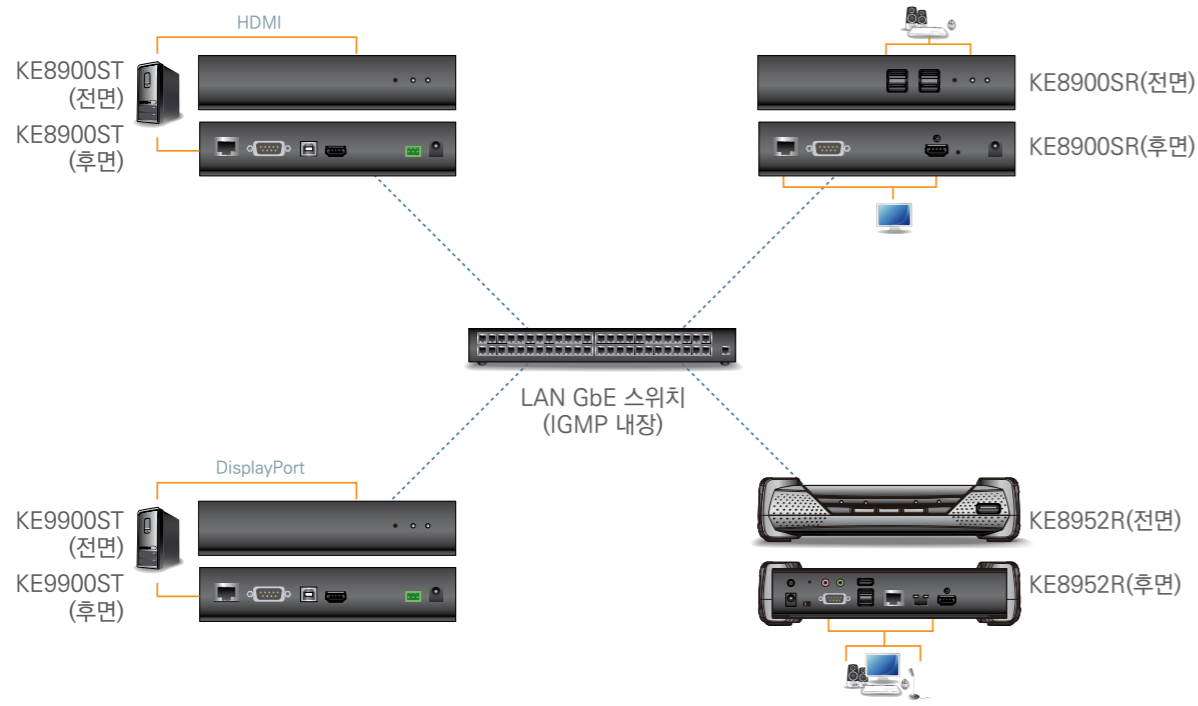 HDMI
KE8900ST
(전면)
KE8900ST
(후면)
KE8900SR(전면)
KE8900SR(후면)
LAN GbE 스위치
(IGMP 내장)
DisplayPort
KE9900ST
(전면)
KE9900ST
(후면)
KE8952R(전면)
KE8952R(후면)